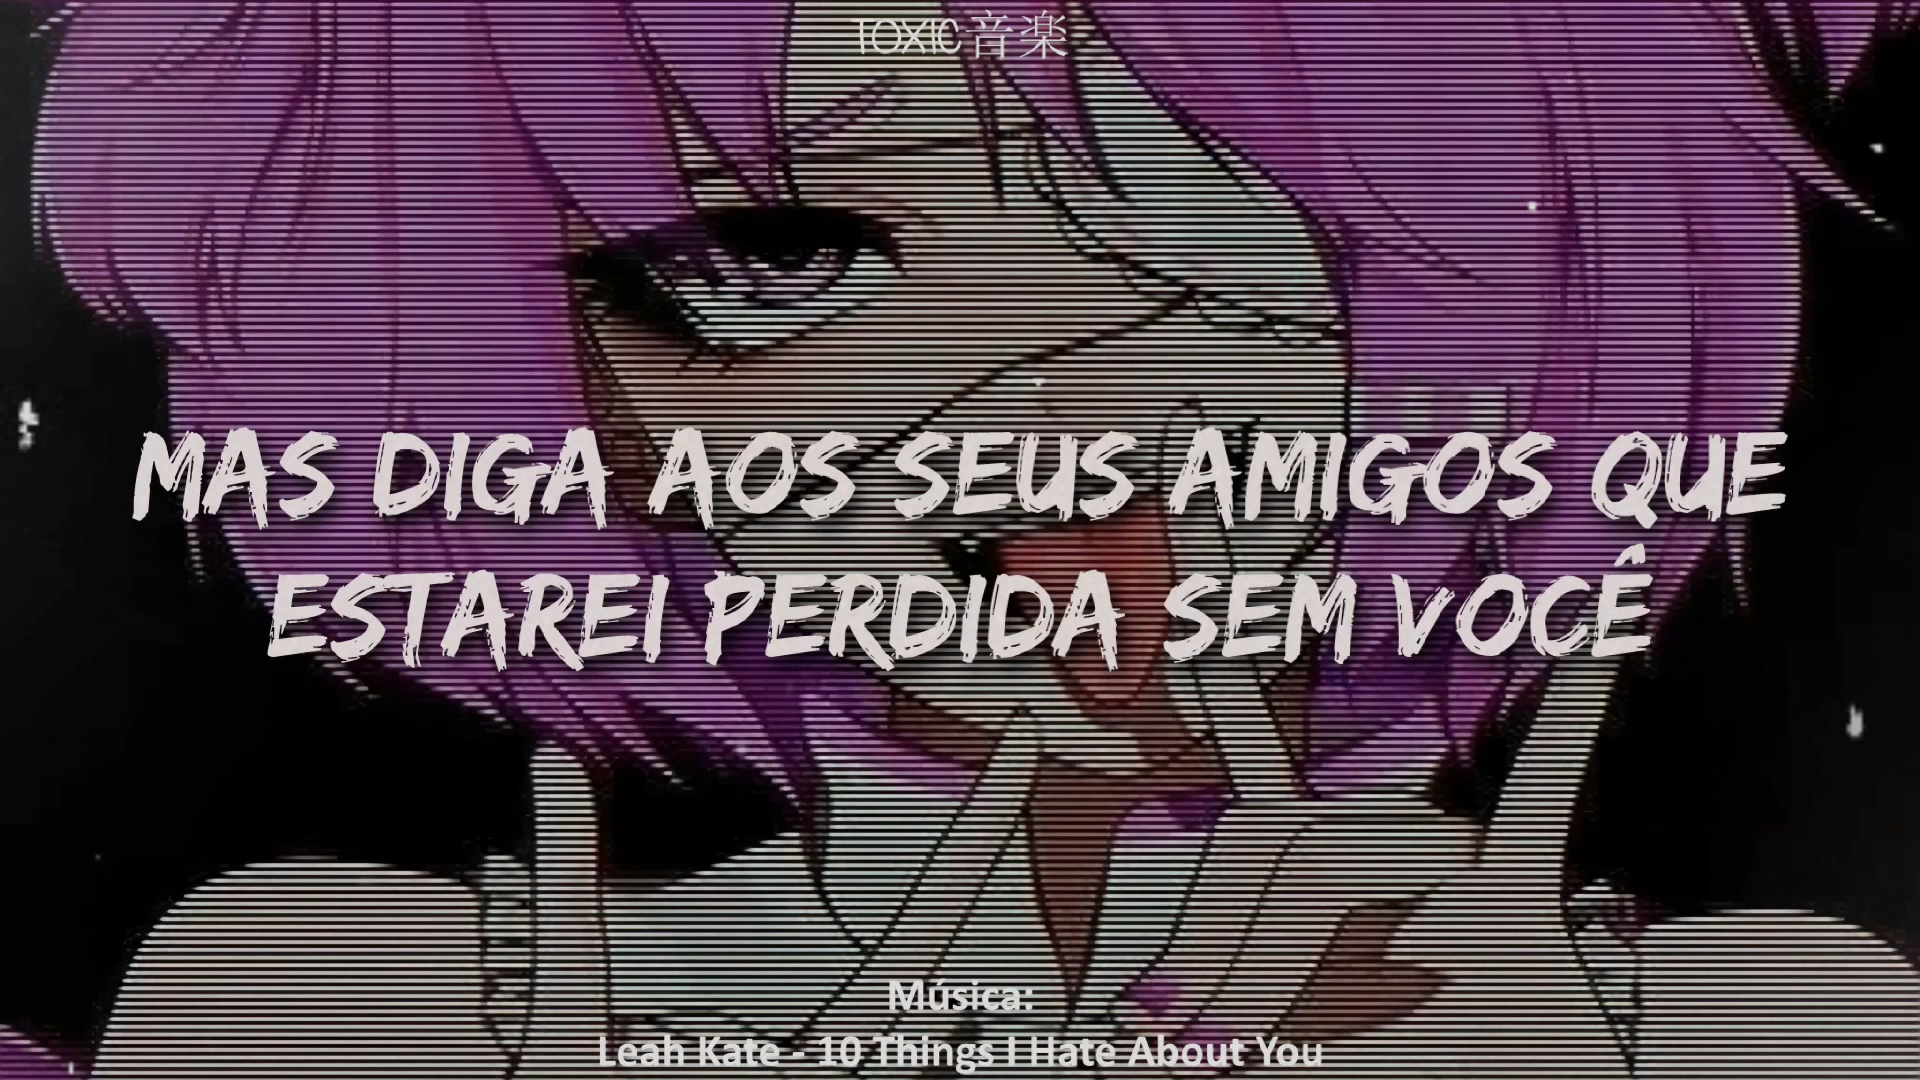 TOXIC音楽
MAS DIGA AOS SEUS AMIGOS QUE
ESTAREI PERDIDA SEM VOCÊ
Música:
Leah Kate - 10 Things I Hate About You